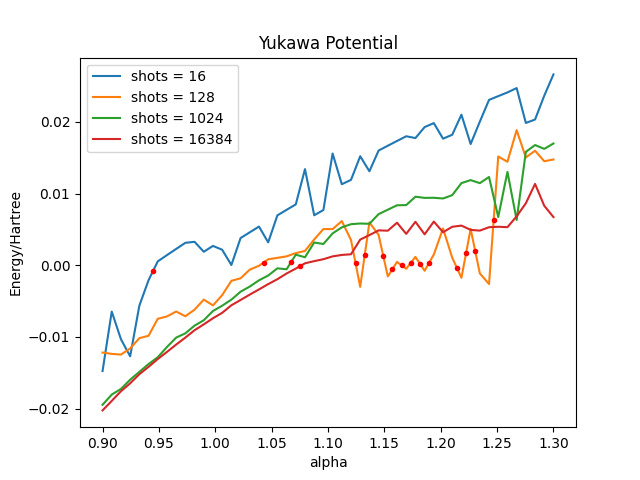 Yukawa Potential
shots = 16
shots = 128
shots = 1024
shots = 16384
Energy/Hartree
0.02
0.01
0.00
−0.01
−0.02
0.90 0.95 1.00 1.05 1.10 1.15 1.20 1.25 1.30
alpha